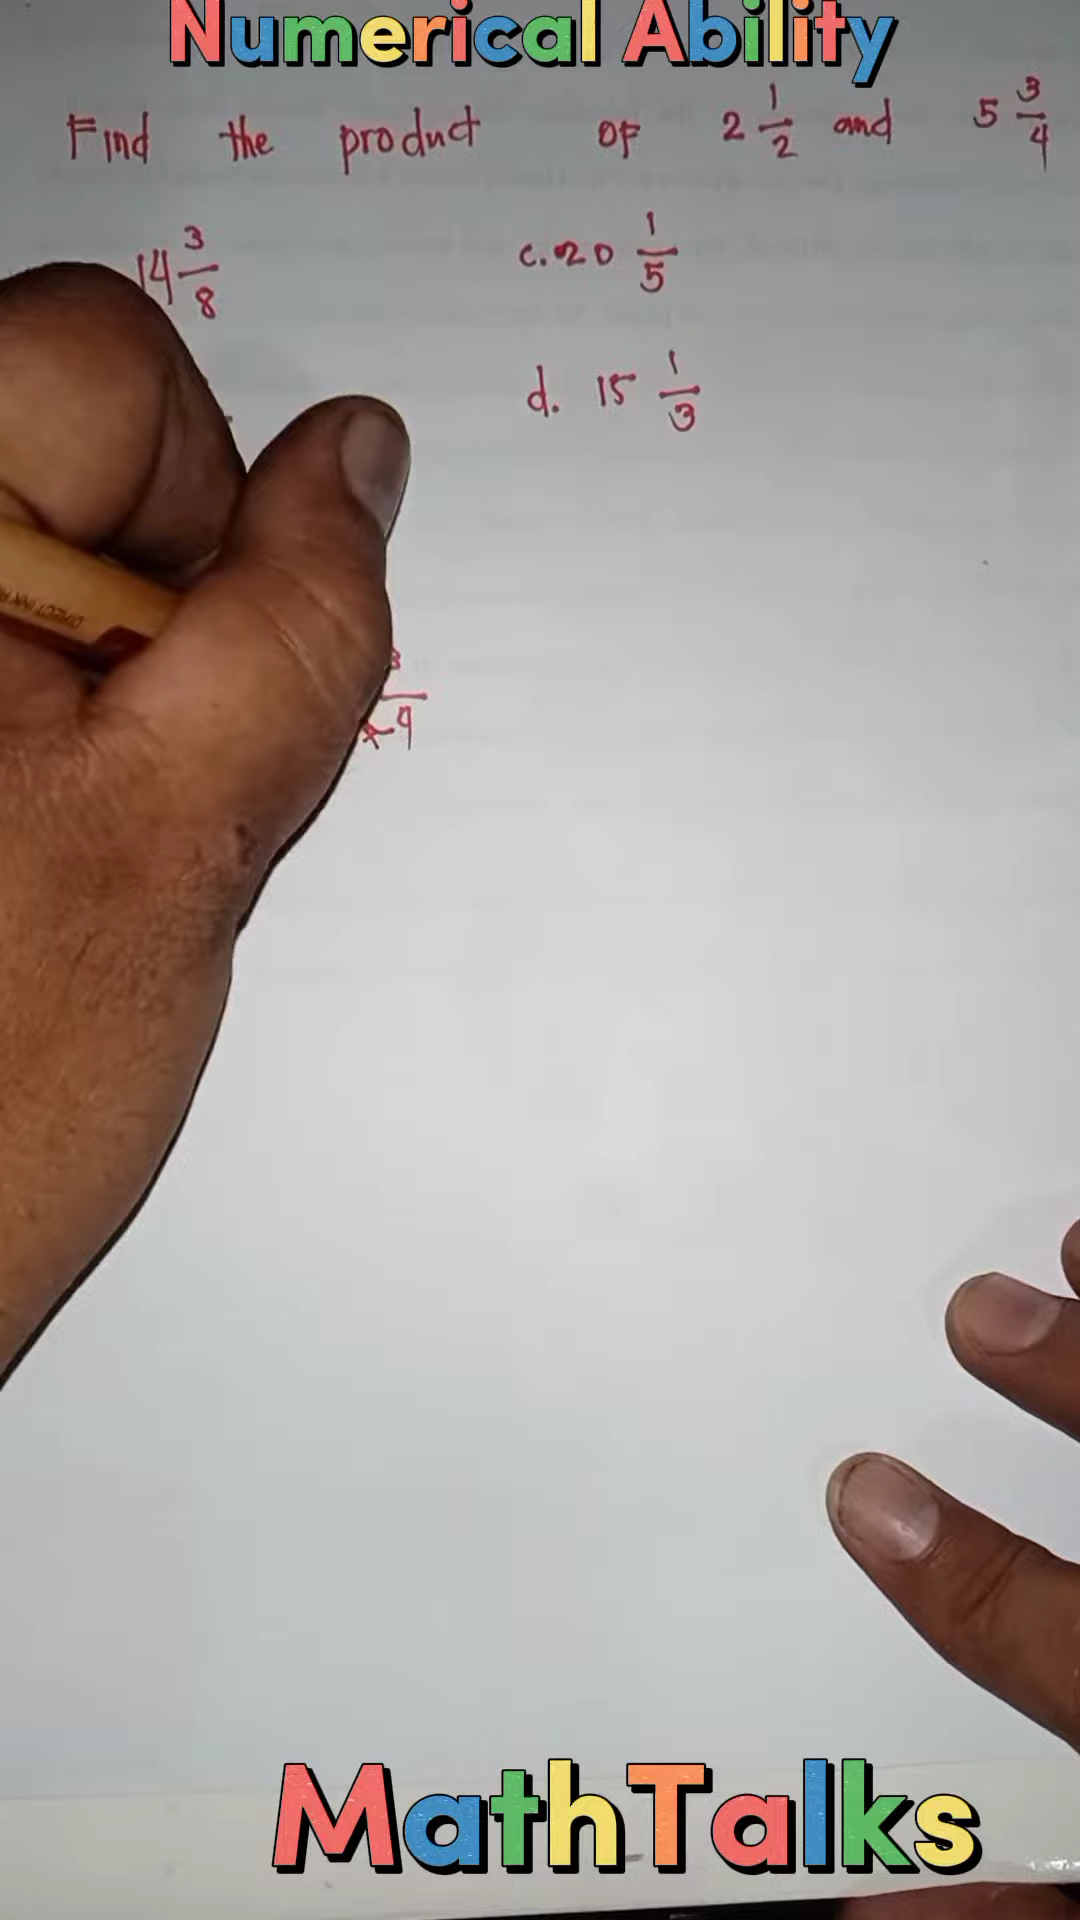 Numerical Ability
Find the product of 2 1/2 and 5 3/4
14 3/8
c. 20 1/5
d. 15 1/3
4
MathTalks